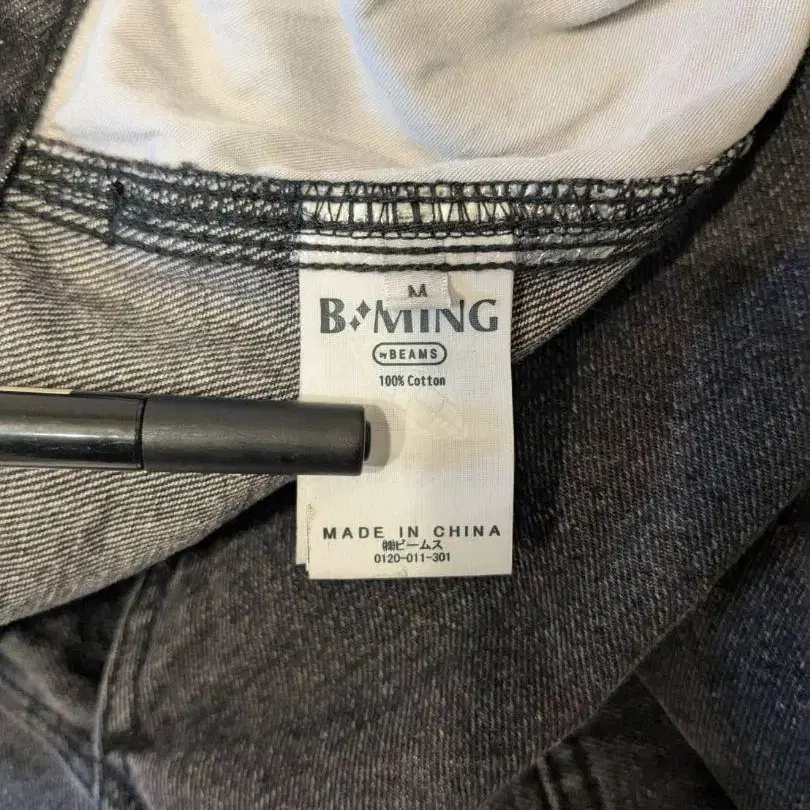 M
B MING
by BEAMS
100% Cotton
MADE IN CHINA
㈱ビームス
0120-011-301